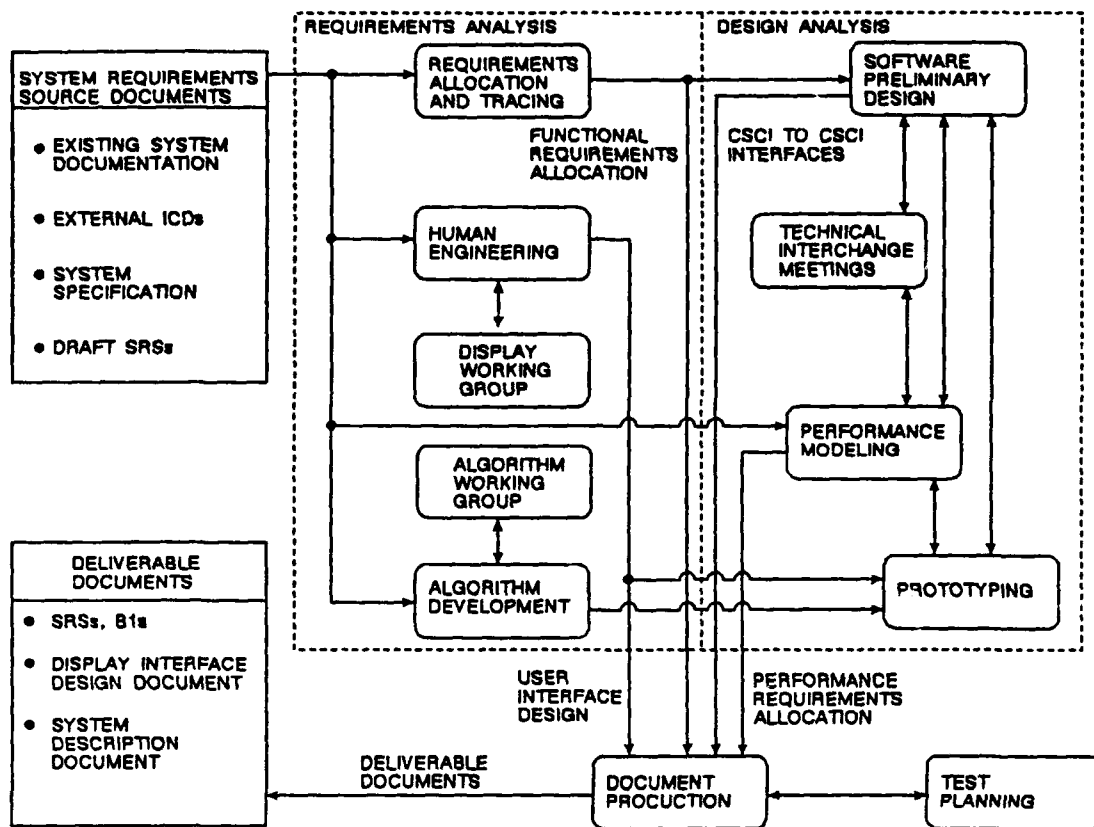 REQUIREMENTS ANALYSIS
DESIGN ANALYSIS
SYSTEM REQUIREMENTS
SOURCE DOCUMENTS
• EXISTING SYSTEM
DOCUMENTATION
• EXTERNAL ICDs
• SYSTEM
SPECIFICATION
• DRAFT SRSs
REQUIREMENTS
ALLOCATION
AND TRACING
SOFTWARE
PRELIMINARY
DESIGN
FUNCTIONAL
REQUIREMENTS
ALLOCATION
CSCI TO CSCI
INTERFACES
HUMAN
ENGINEERING
TECHNICAL
INTERCHANGE
MEETINGS
DISPLAY
WORKING
GROUP
PERFORMANCE
MODELING
ALGORITHM
WORKING
GROUP
ALGORITHM
DEVELOPMENT
PROTOTYPING
DELIVERABLE
DOCUMENTS
• SRSs, B1s
• DISPLAY INTERFACE
DESIGN DOCUMENT
• SYSTEM
DESCRIPTION
DOCUMENT
USER
INTERFACE
DESIGN
PERFORMANCE
REQUIREMENTS
ALLOCATION
DELIVERABLE
DOCUMENTS
DOCUMENT
PRODUCTION
TEST
PLANNING